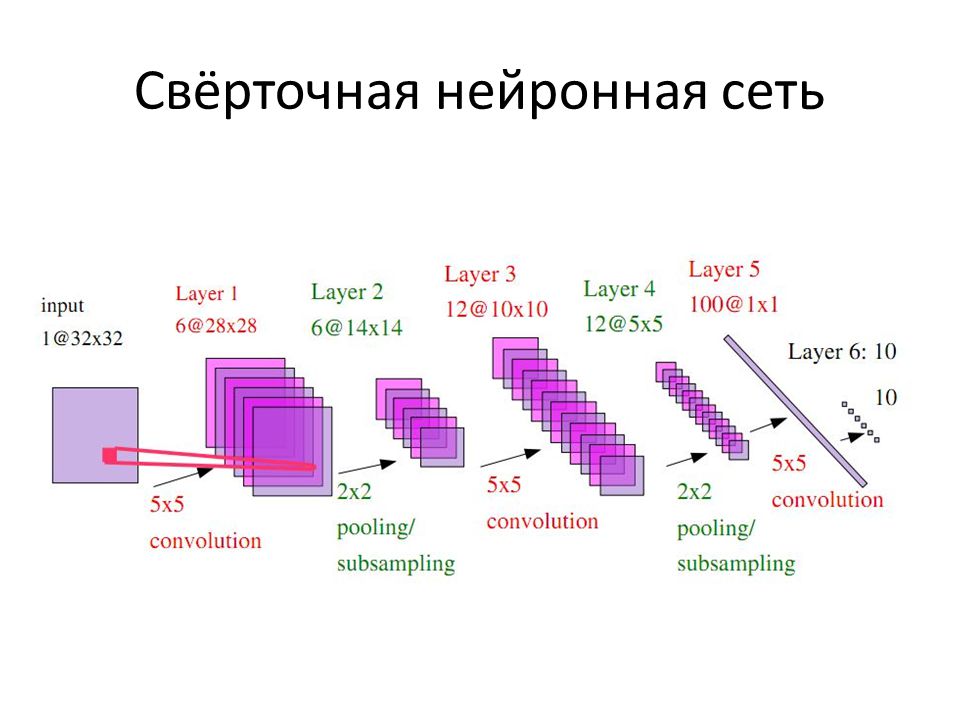 Свёрточная нейронная сеть
input
1@32x32
Layer 1
6@28x28
Layer 2
6@14x14
Layer 3
12@10x10
Layer 4
12@5x5
Layer 5
100@1x1
Layer 6: 10
10
5x5
convolution
2x2
pooling/
subsampling
5x5
convolution
2x2
pooling/
subsampling
5x5
convolution